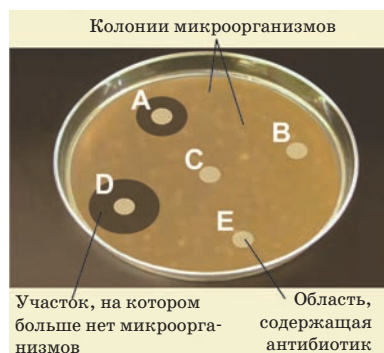 Колонии микроорганизмов
A
B
C
D
E
Участок, на котором
больше нет микроорга-
низмов
Область,
содержащая
антибиотик